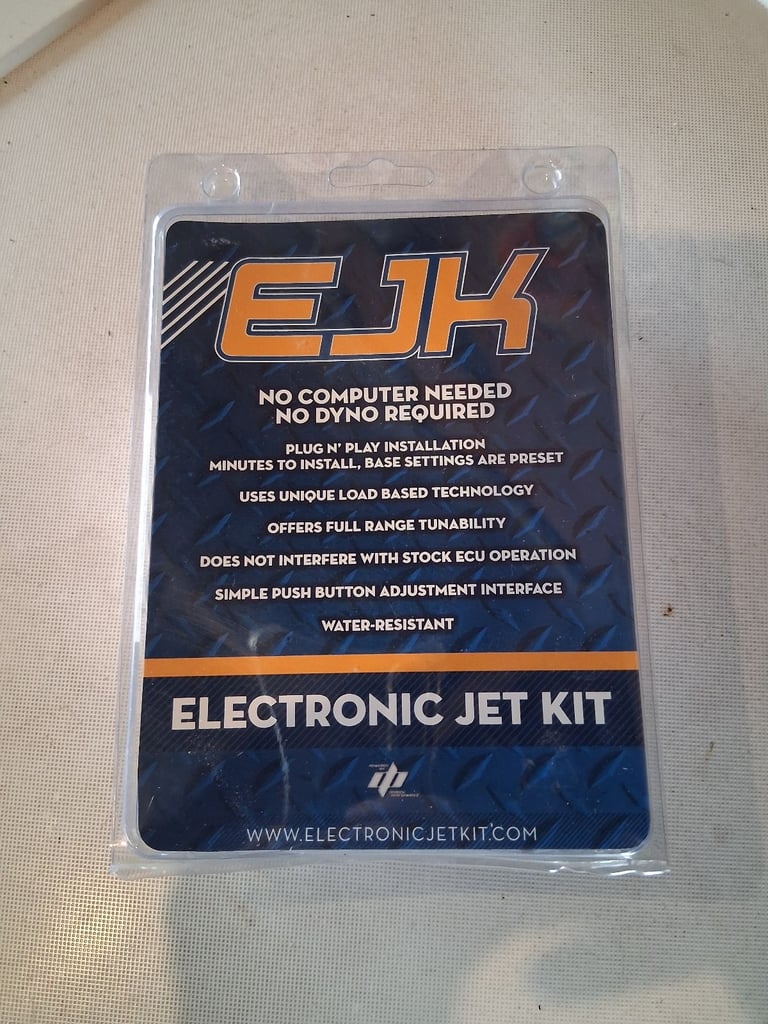 EJK
NO COMPUTER NEEDED
NO DYNO REQUIRED
PLUG N' PLAY INSTALLATION
MINUTES TO INSTALL, BASE SETTINGS ARE PRESET
USES UNIQUE LOAD BASED TECHNOLOGY
OFFERS FULL RANGE TUNABILITY
DOES NOT INTERFERE WITH STOCK ECU OPERATION
SIMPLE PUSH BUTTON ADJUSTMENT INTERFACE
WATER-RESISTANT
ELECTRONIC JET KIT
WWW.ELECTRONICJETKIT.COM